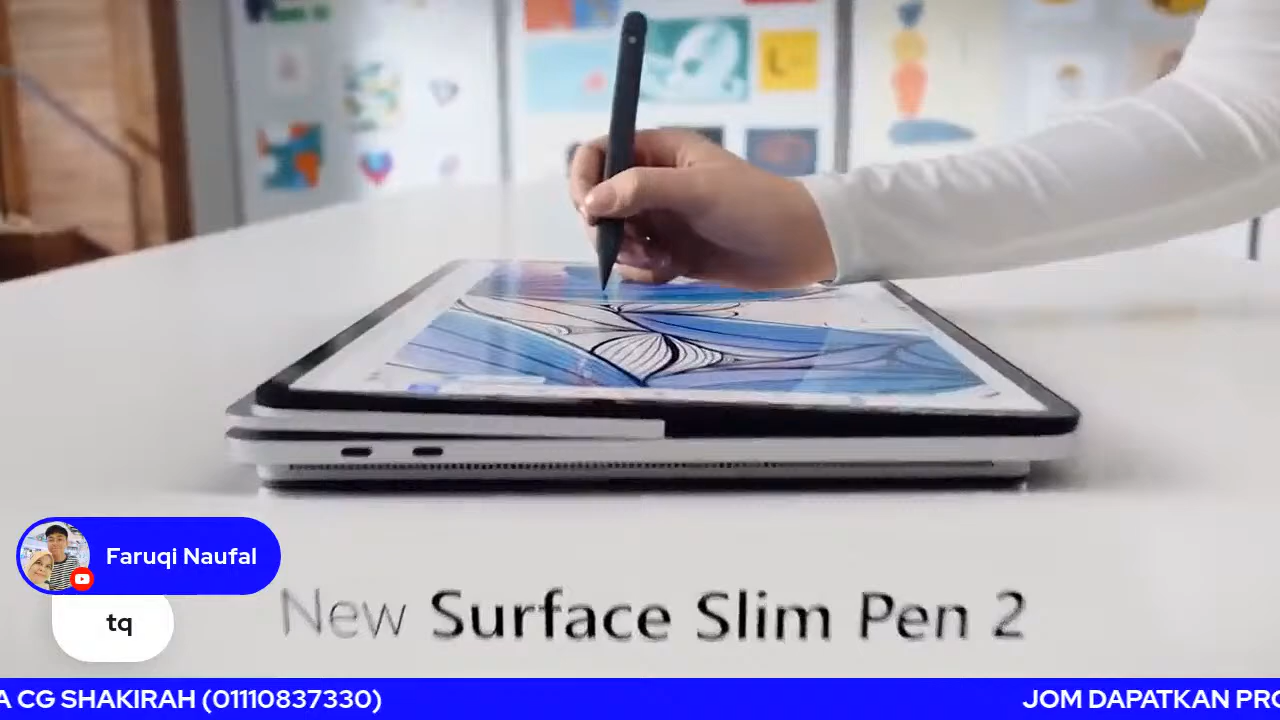 Faruqi Naufal
tq
New Surface Slim Pen 2
A CG SHAKIRAH (01110837330)
JOM DAPATKAN PRO